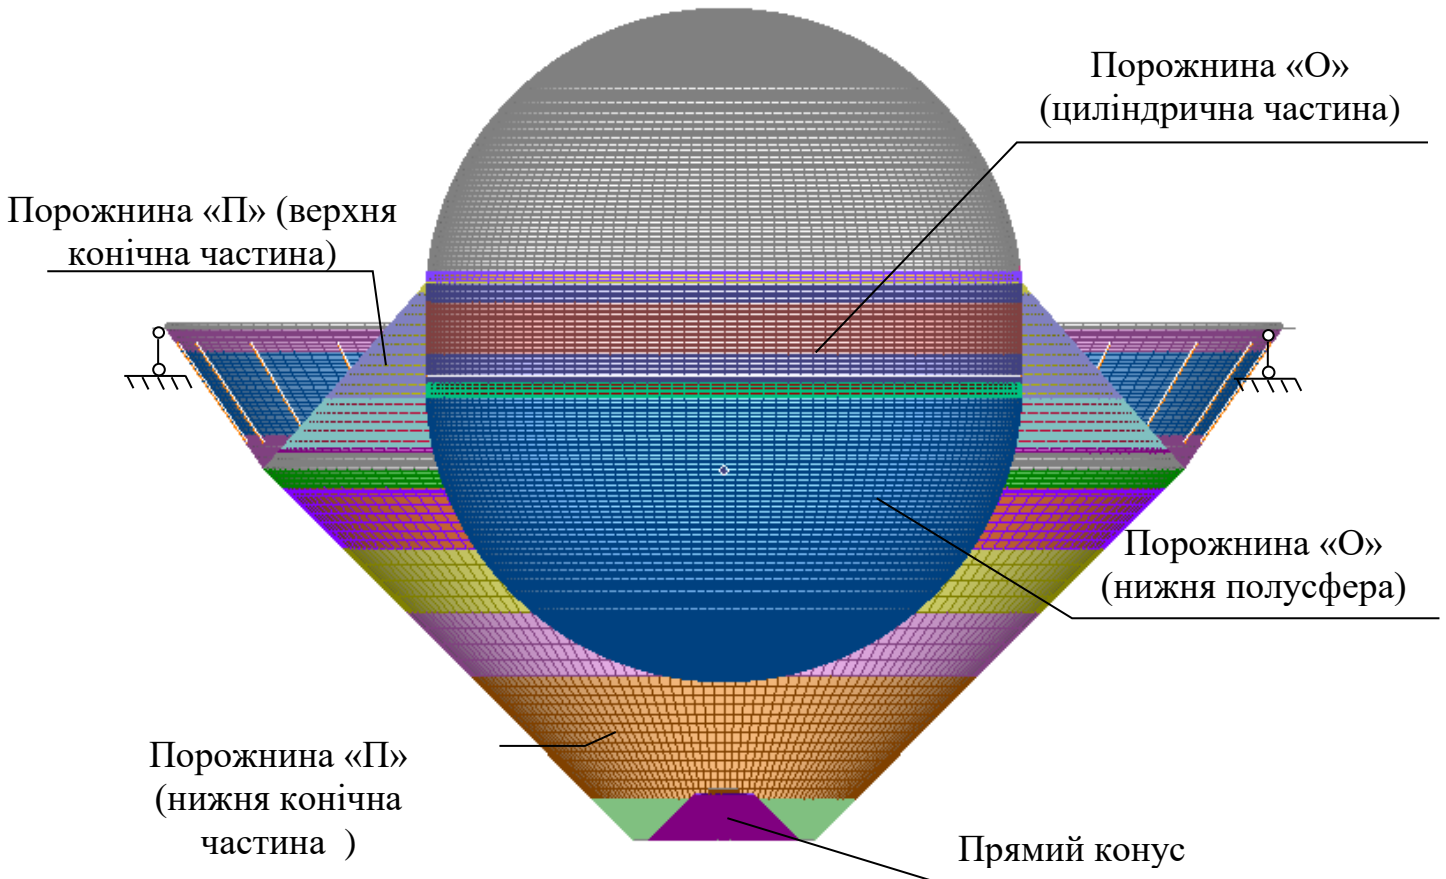 Порожнина «О»
(циліндрична частина)
Порожнина «П» (верхня
конічна частина)
Порожнина «О»
(нижня полусфера)
Порожнина «П»
(нижня конічна
частина )
Прямий конус